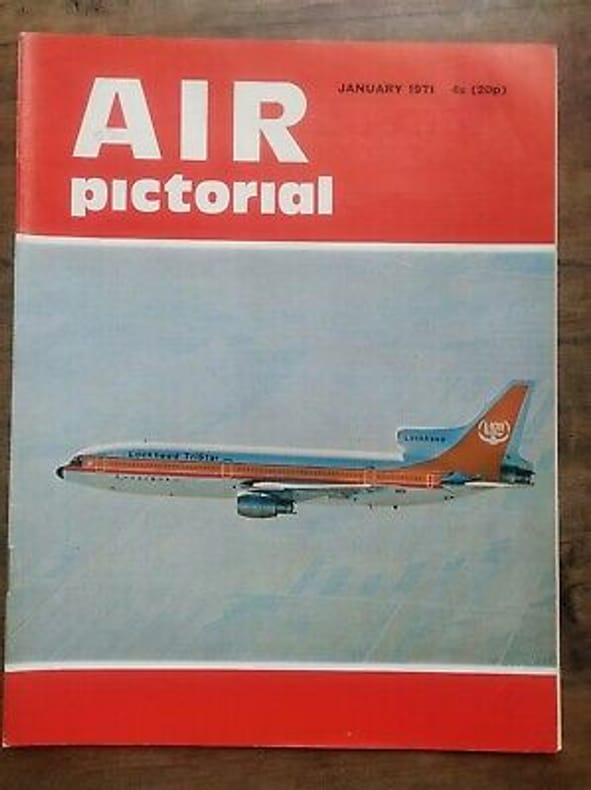 AIR
JANUARY 1971 4s (20p)
pictorial
Lockheed TriStar
Lockheed